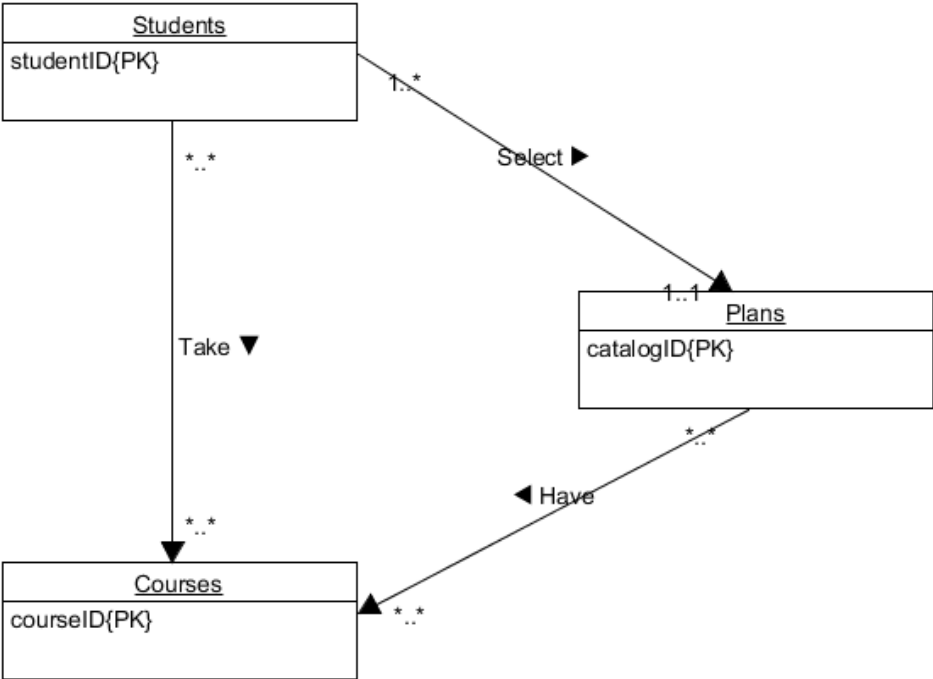 Students
studentID{PK}
1..*
*..*
Select ▶
1..1
Plans
Take ▼
catalogID{PK}
*..*
◀ Have
*..*
Courses
*..*
courseID{PK}